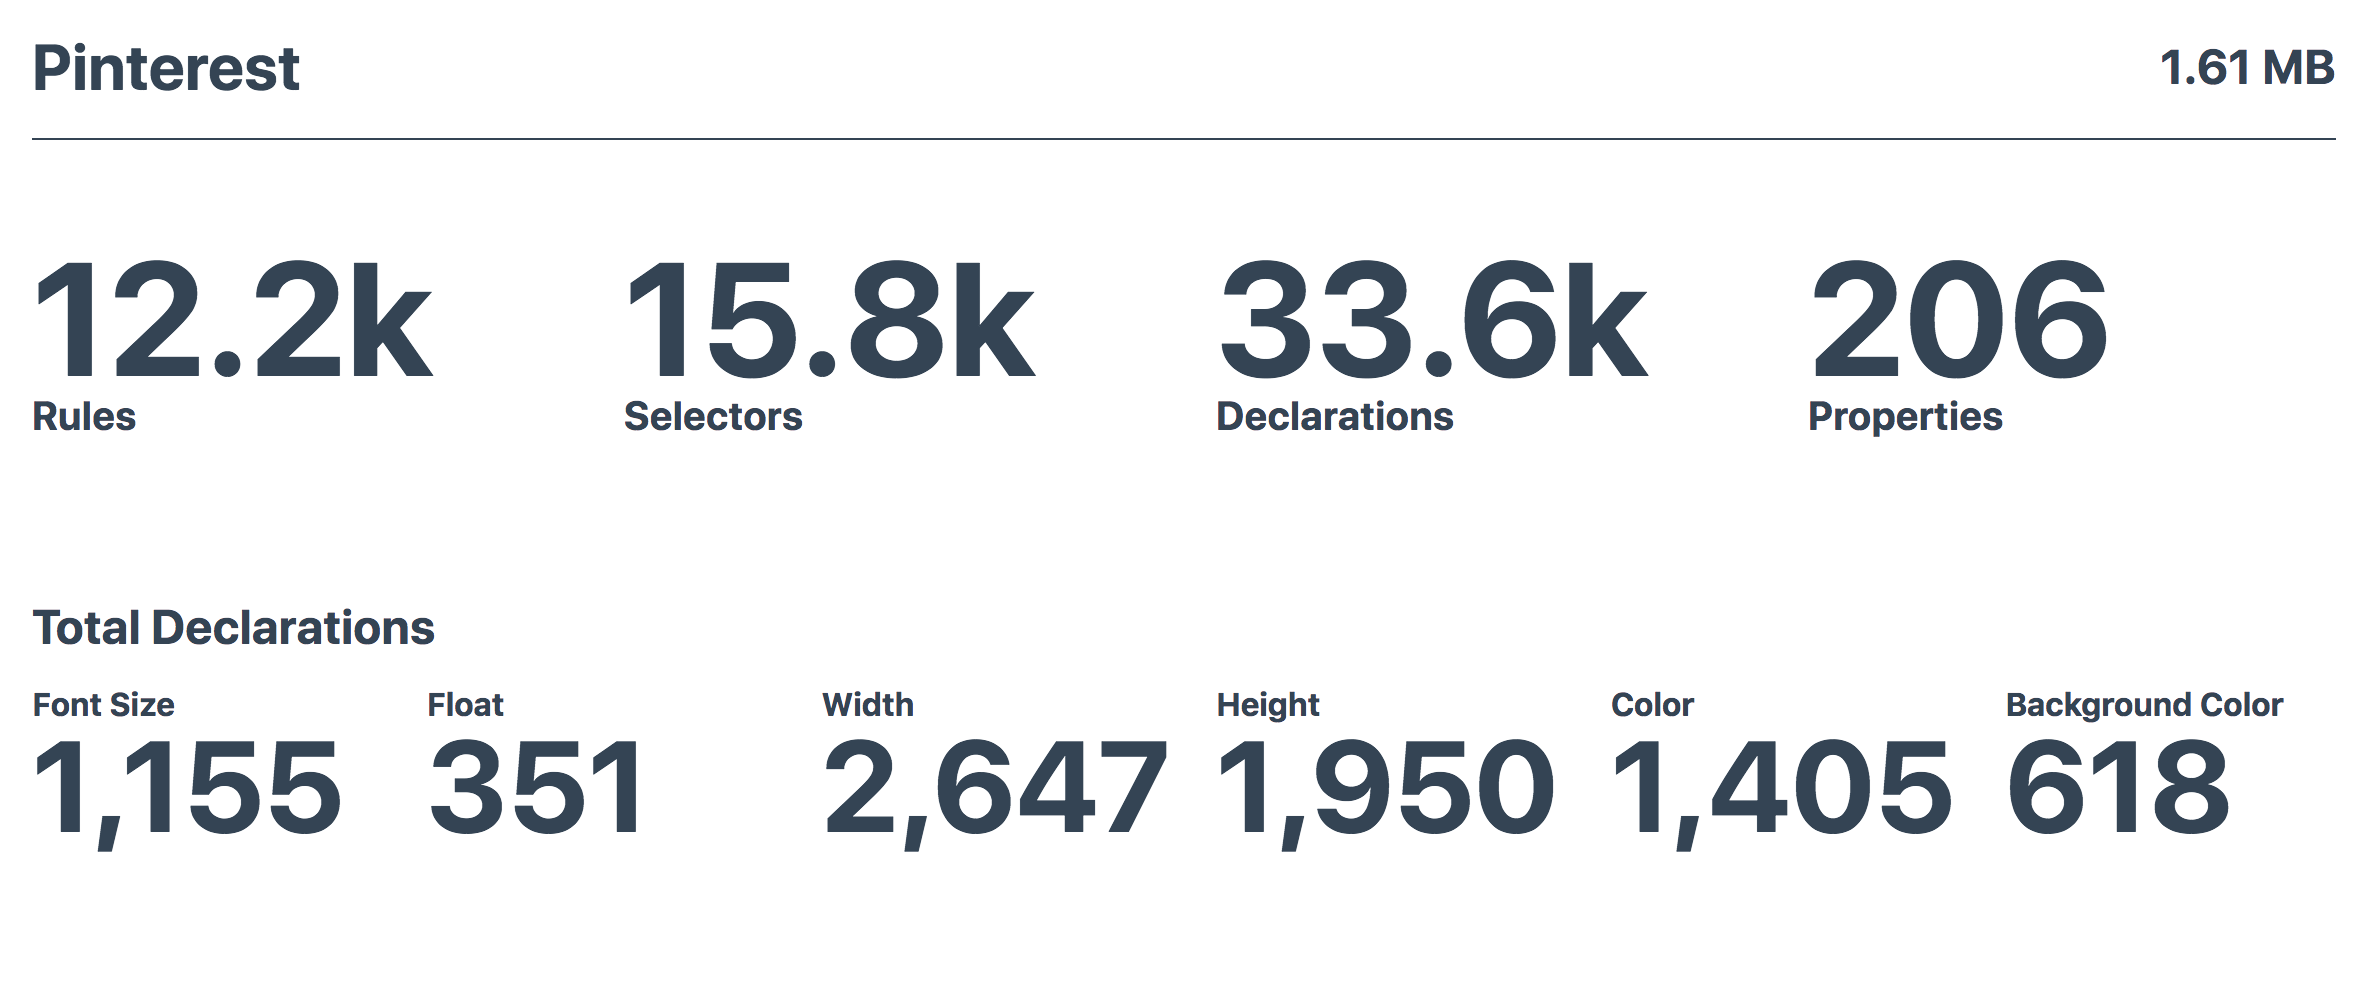 Pinterest 1.61 MB
12.2k 15.8k 33.6k 206
Rules Selectors Declarations Properties
Total Declarations
Font Size Float Width Height Color Background Color
1,155 351 2,647 1,950 1,405 618